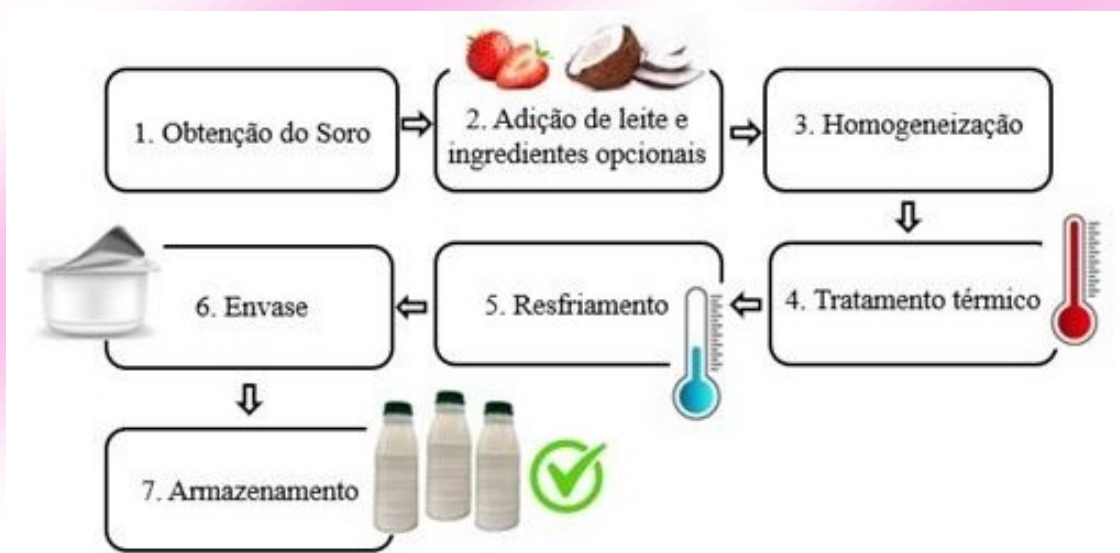 1. Obtenção do Soro
2. Adição de leite e
ingredientes opcionais
3. Homogeneização
4. Tratamento térmico
5. Resfriamento
6. Envase
7. Armazenamento